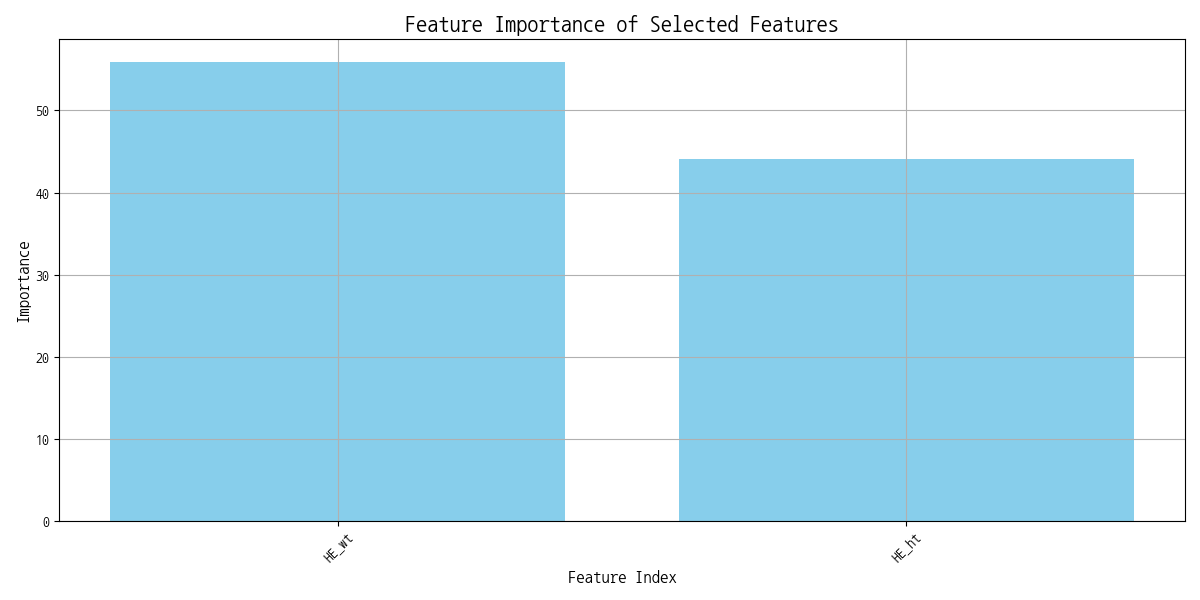 Feature Importance of Selected Features
Importance
50
40
30
20
10
0
HE_wt
HE_ht
Feature Index